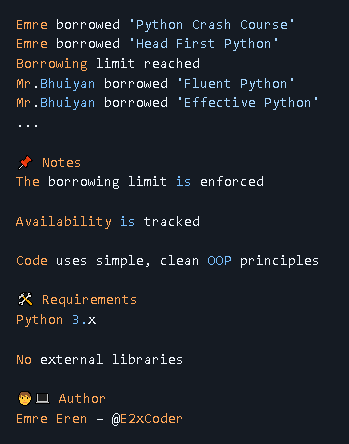 Emre borrowed 'Python Crash Course'
Emre borrowed 'Head First Python'
Borrowing limit reached
Mr.Bhuiyan borrowed 'Fluent Python'
Mr.Bhuiyan borrowed 'Effective Python'
...
📌 Notes
The borrowing limit is enforced
Availability is tracked
Code uses simple, clean OOP principles
🛠 Requirements
Python 3.x
No external libraries
👨‍💻 Author
Emre Eren – @E2xCoder